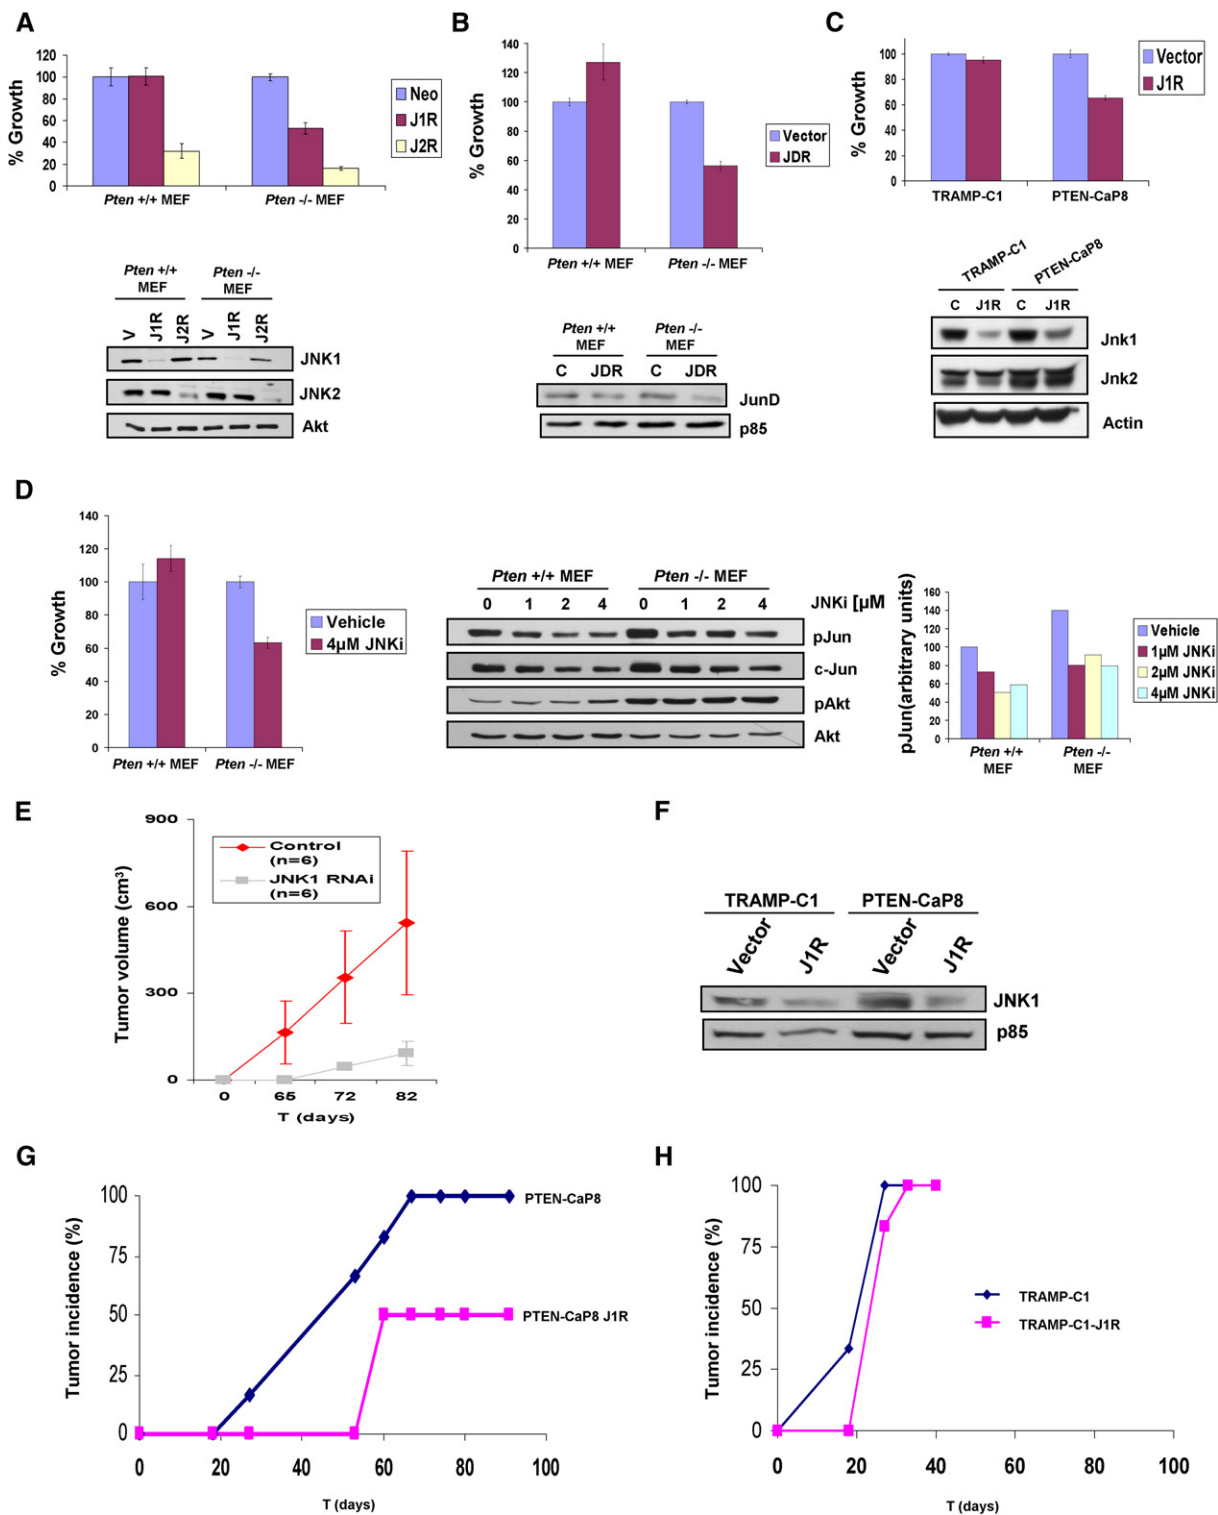 A
120
100
80
60
40
20
0
% Growth
Neo
J1R
J2R
Pten +/+ MEF
Pten -/- MEF
Pten +/+
MEF
Pten -/-
MEF
V
J1R
J2R
V
J1R
J2R
JNK1
JNK2
Akt
B
140
120
100
80
60
40
20
0
% Growth
Vector
JDR
Pten +/+ MEF
Pten -/- MEF
Pten +/+
MEF
Pten -/-
MEF
C JDR C JDR
JunD
p85
C
100
80
60
40
20
0
% Growth
Vector
J1R
TRAMP-C1
PTEN-CaP8
TRAMP-C1
PTEN-CaP8
C J1R C J1R
Jnk1
Jnk2
Actin
D
140
120
100
80
60
40
20
0
% Growth
Vehicle
4µM JNKi
Pten +/+ MEF
Pten -/- MEF
Pten +/+ MEF
Pten -/- MEF
0 1 2 4 0 1 2 4 JNKi [µM
pJun
c-Jun
pAkt
Akt
160
140
120
100
80
60
40
20
0
pJun(arbitrary units)
Vehicle
1µM JNKi
2µM JNKi
4µM JNKi
Pten +/+
MEF
Pten -/-
MEF
E
900
600
300
0
Tumor volume (cm³)
Control
(n=6)
JNK1 RNAi
(n=6)
0 65 72 82
T (days)
F
TRAMP-C1 PTEN-CaP8
Vector
J1R
Vector
J1R
JNK1
p85
G
100
75
50
25
0
Tumor incidence (%)
PTEN-CaP8
PTEN-CaP8 J1R
0 20 40 60 80 100
T (days)
H
100
75
50
25
0
Tumor incidence (%)
TRAMP-C1
TRAMP-C1-J1R
0 20 40 60 80 100
T (days)